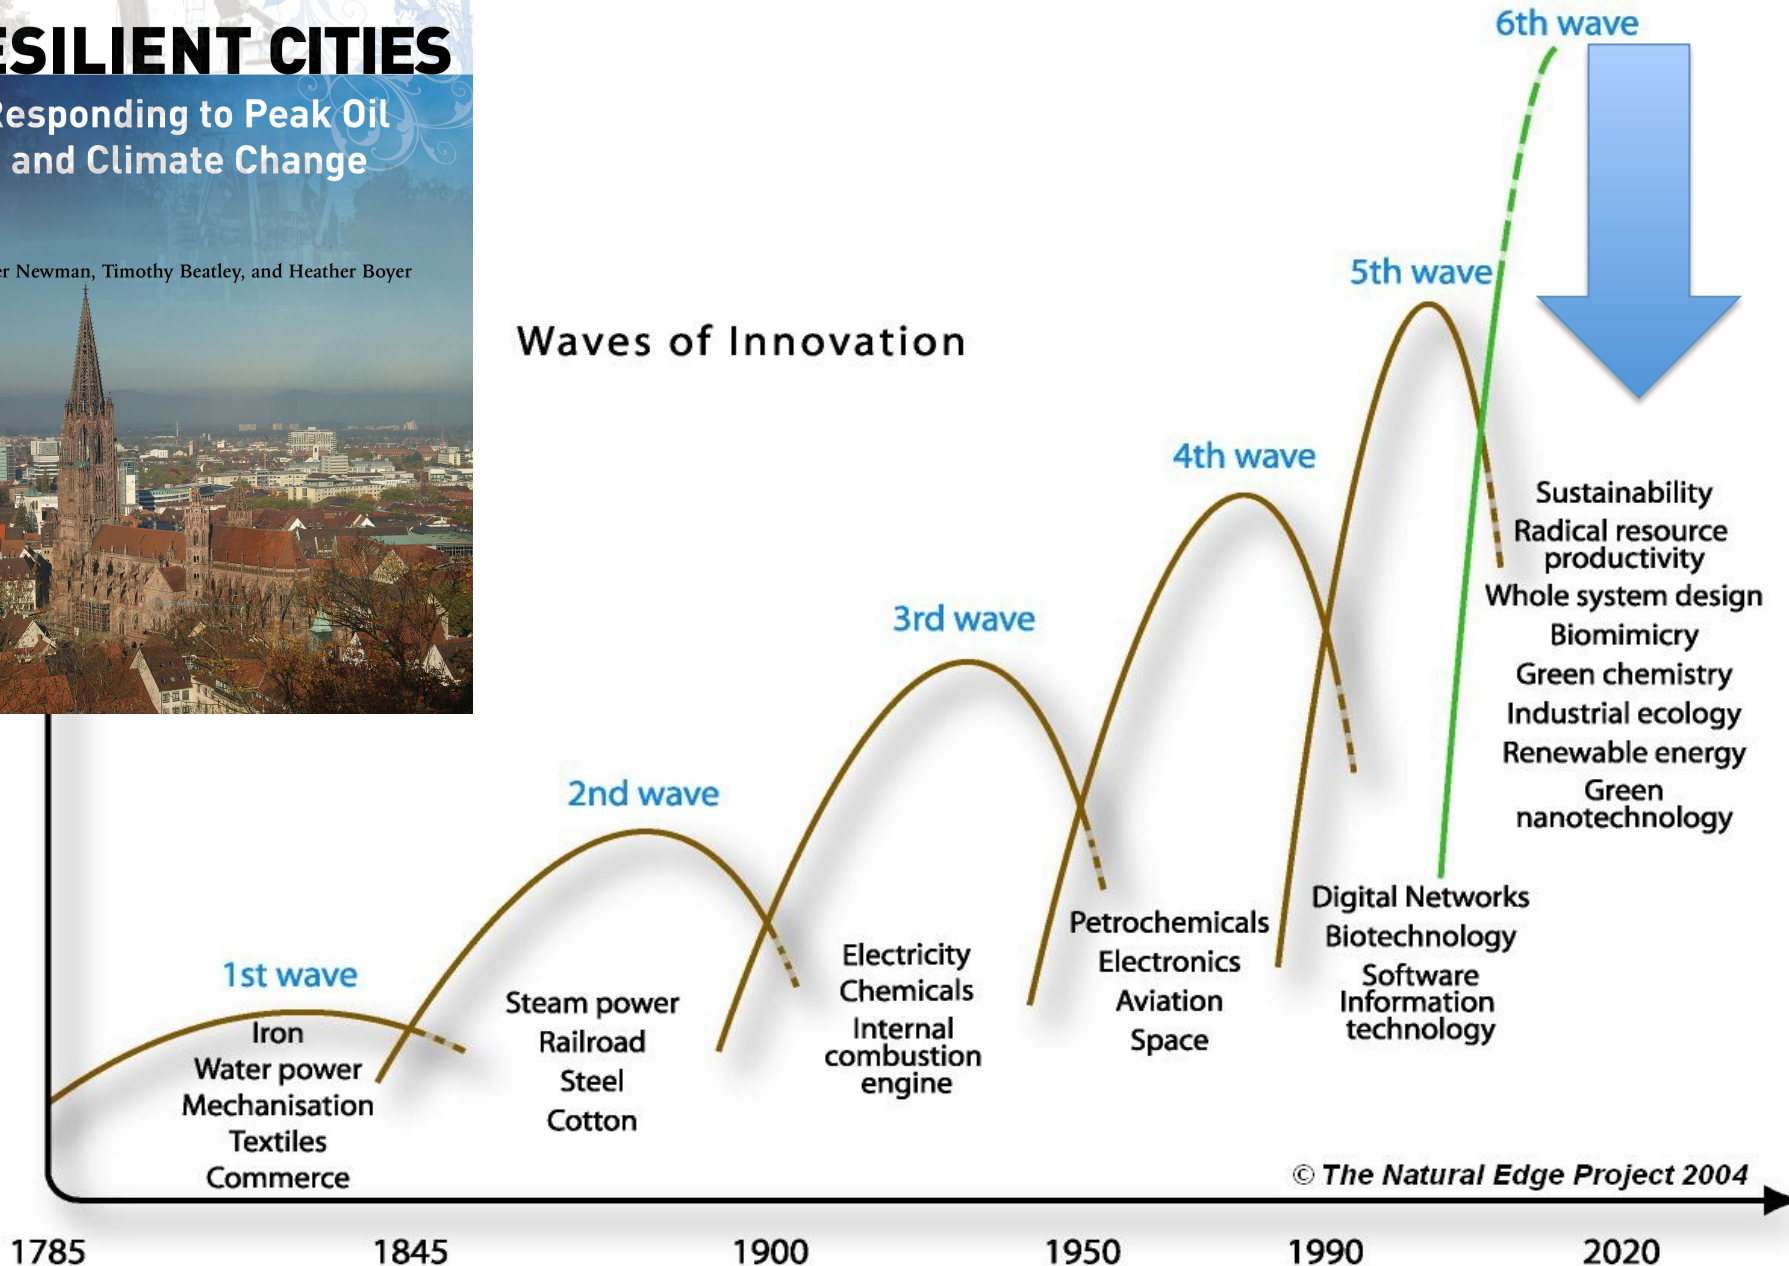 ESILIENT CITIES
Responding to Peak Oil
and Climate Change
er Newman, Timothy Beatley, and Heather Boyer
Waves of Innovation
1st wave
Iron
Water power
Mechanisation
Textiles
Commerce
2nd wave
Steam power
Railroad
Steel
Cotton
3rd wave
Electricity
Chemicals
Internal
combustion
engine
4th wave
Petrochemicals
Electronics
Aviation
Space
5th wave
Digital Networks
Biotechnology
Software
Information
technology
6th wave
Sustainability
Radical resource
productivity
Whole system design
Biomimicry
Green chemistry
Industrial ecology
Renewable energy
Green
nanotechnology
© The Natural Edge Project 2004
1785 1845 1900 1950 1990 2020